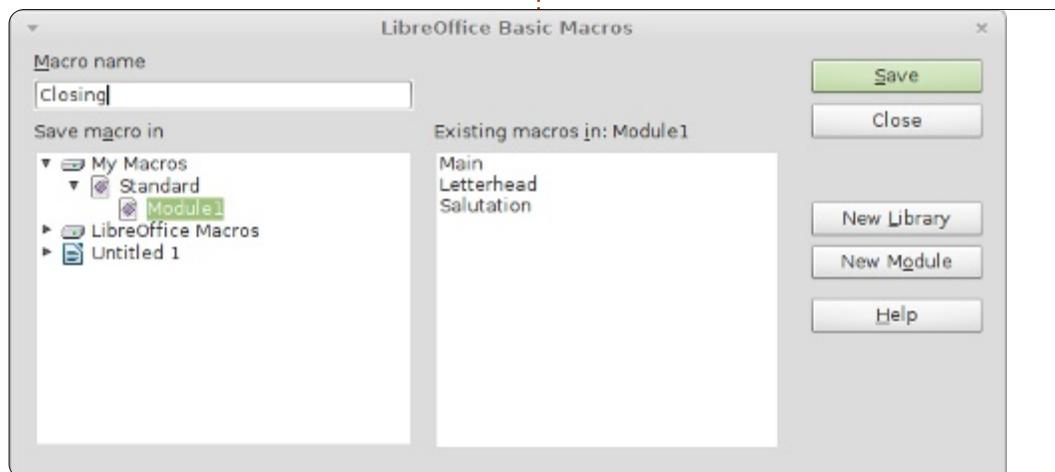 LibreOffice Basic Macros
Macro name
Closing
Save macro in
My Macros
Standard
Module1
LibreOffice Macros
Untitled 1
Existing macros in: Module1
Main
Letterhead
Salutation
Save
Close
New Library
New Module
Help